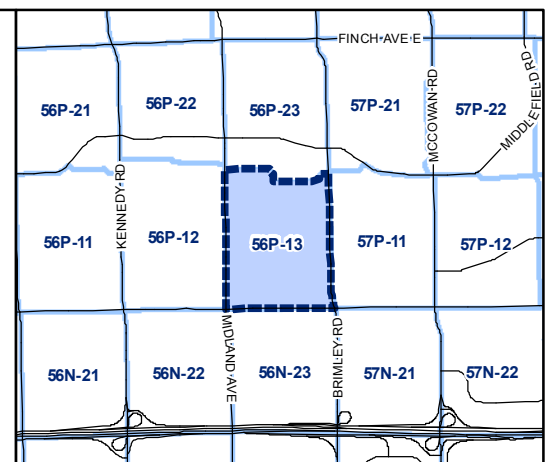 FINCH AVE E
56P-21
56P-22
56P-23
57P-21
57P-22
MCCOWAN RD
MIDDLEFIELD RD
KENNEDY RD
56P-11
56P-12
56P-13
57P-11
57P-12
MIDLAND AVE
BRIMLEY RD
56N-21
56N-22
56N-23
57N-21
57N-22